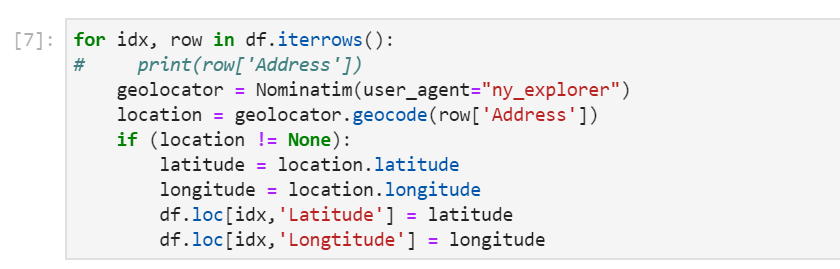 [7]: for idx, row in df.iterrows():
#     print(row['Address'])
    geolocator = Nominatim(user_agent="ny_explorer")
    location = geolocator.geocode(row['Address'])
    if (location != None):
        latitude = location.latitude
        longitude = location.longitude
        df.loc[idx,'Latitude'] = latitude
        df.loc[idx,'Longtitude'] = longitude